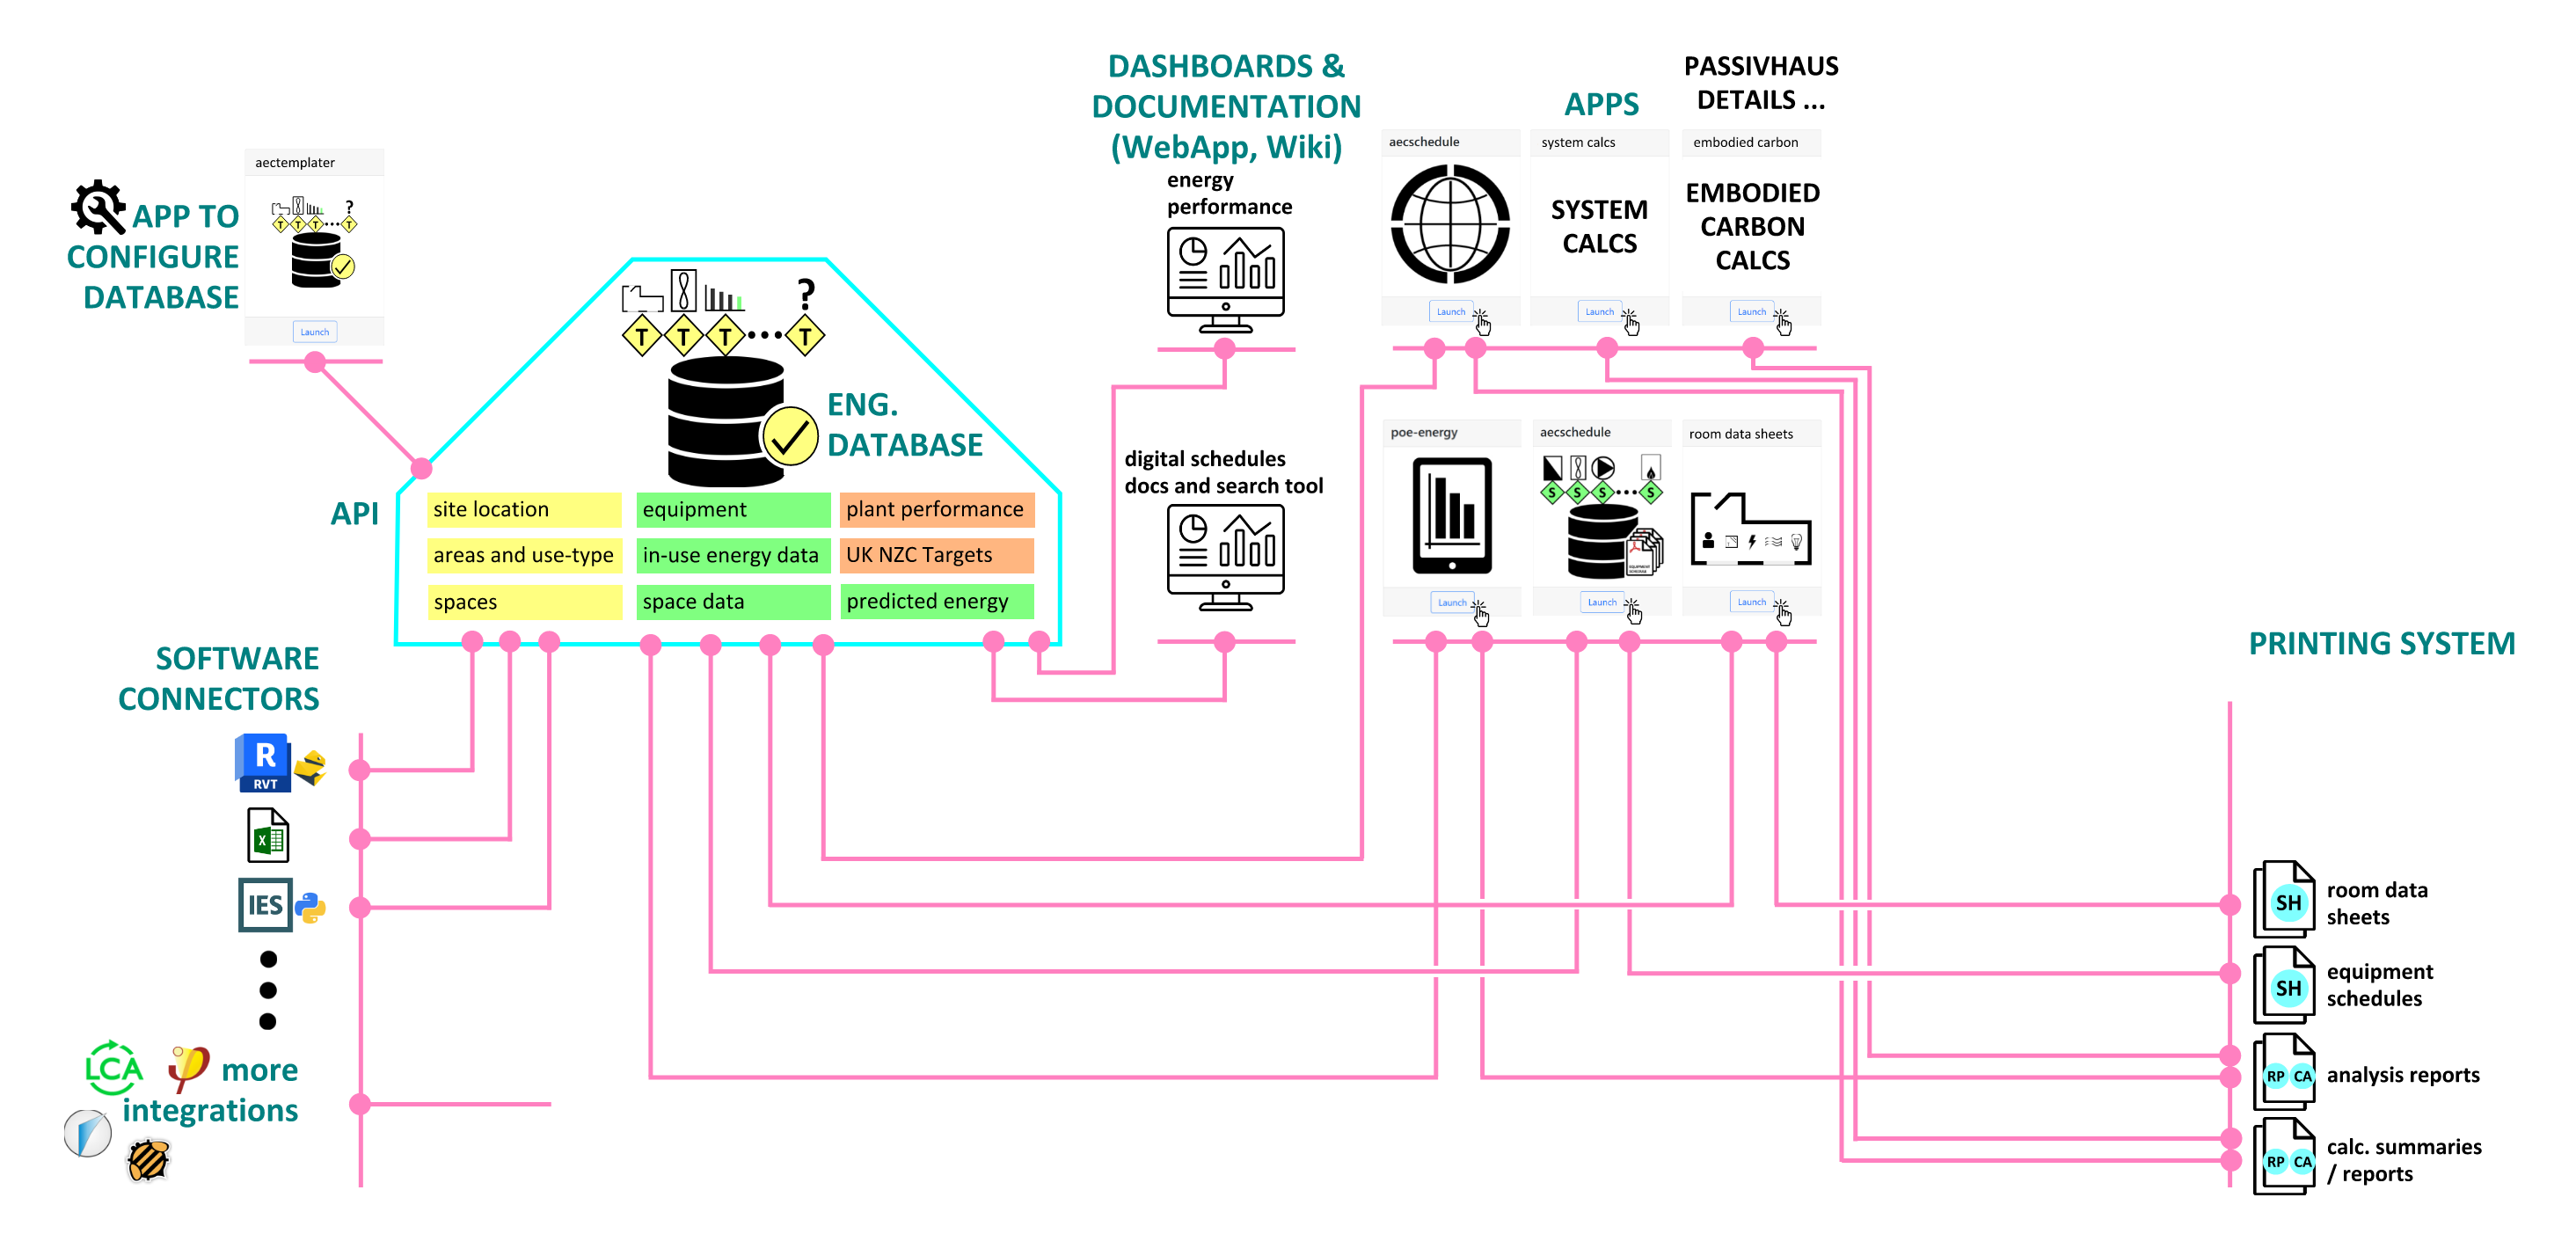 APP TO
CONFIGURE
DATABASE
aectemplater
?
T T T T
Launch
?
T T T T
ENG.
DATABASE
API
site location
equipment
plant performance
areas and use-type
in-use energy data
UK NZC Targets
spaces
space data
predicted energy
SOFTWARE
CONNECTORS
R
RVT
X
IES
LCA
more
integrations
DASHBOARDS &
DOCUMENTATION
(WebApp, Wiki)
energy
performance
digital schedules
docs and search tool
APPS
PASSIVHAUS
DETAILS ...
aecschedule
Launch
system calcs
SYSTEM
CALCS
Launch
embodied carbon
EMBODIED
CARBON
CALCS
Launch
poe-energy
Launch
aecschedule
S S S S
EQUIPMENT
SCHEDULE
Launch
room data sheets
Launch
PRINTING SYSTEM
SH
room data
sheets
SH
equipment
schedules
RP CA
analysis reports
RP CA
calc. summaries
/ reports